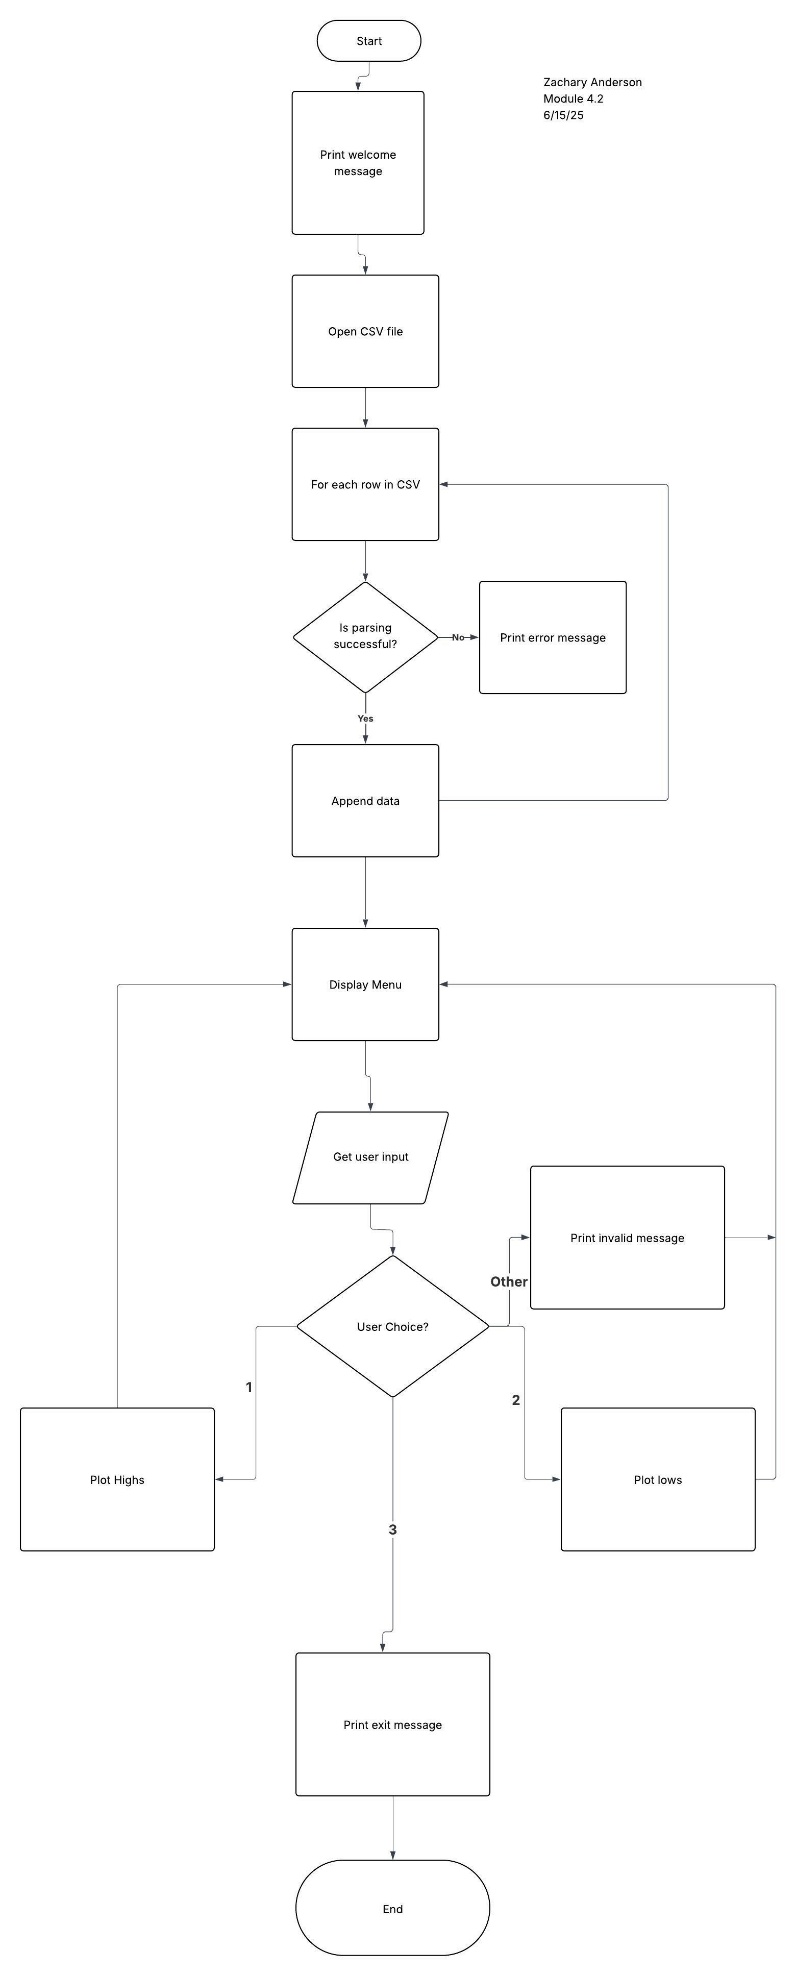 Start
Zachary Anderson
Module 4.2
6/15/25
Print welcome
message
Open CSV file
For each row in CSV
Is parsing
successful?
No
Print error message
Yes
Append data
Display Menu
Get user input
Print invalid message
Other
User Choice?
1
2
Plot Highs
Plot lows
3
Print exit message
End